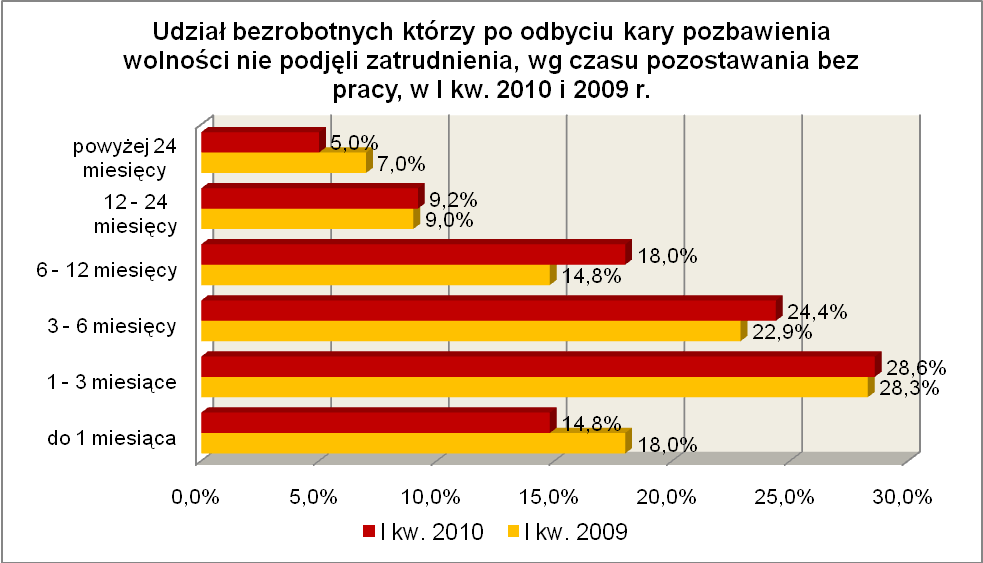 Udział bezrobotnych którzy po odbyciu kary pozbawienia
wolności nie podjęli zatrudnienia, wg czasu pozostawania bez
pracy, w I kw. 2010 i 2009 r.
powyżej 24
miesięcy
5,0%
7,0%
12 - 24
miesięcy
9,2%
9,0%
6 - 12 miesięcy
18,0%
14,8%
3 - 6 miesięcy
24,4%
22,9%
1 - 3 miesiące
28,6%
28,3%
do 1 miesiąca
14,8%
18,0%
0,0% 5,0% 10,0% 15,0% 20,0% 25,0% 30,0%
I kw. 2010 I kw. 2009